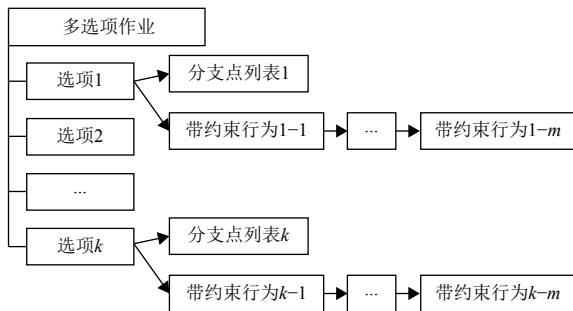 多选项作业
选项1
分支点列表1
带约束行为1−1
...
带约束行为1−m
选项2
...
选项k
分支点列表k
带约束行为k−1
...
带约束行为k−m